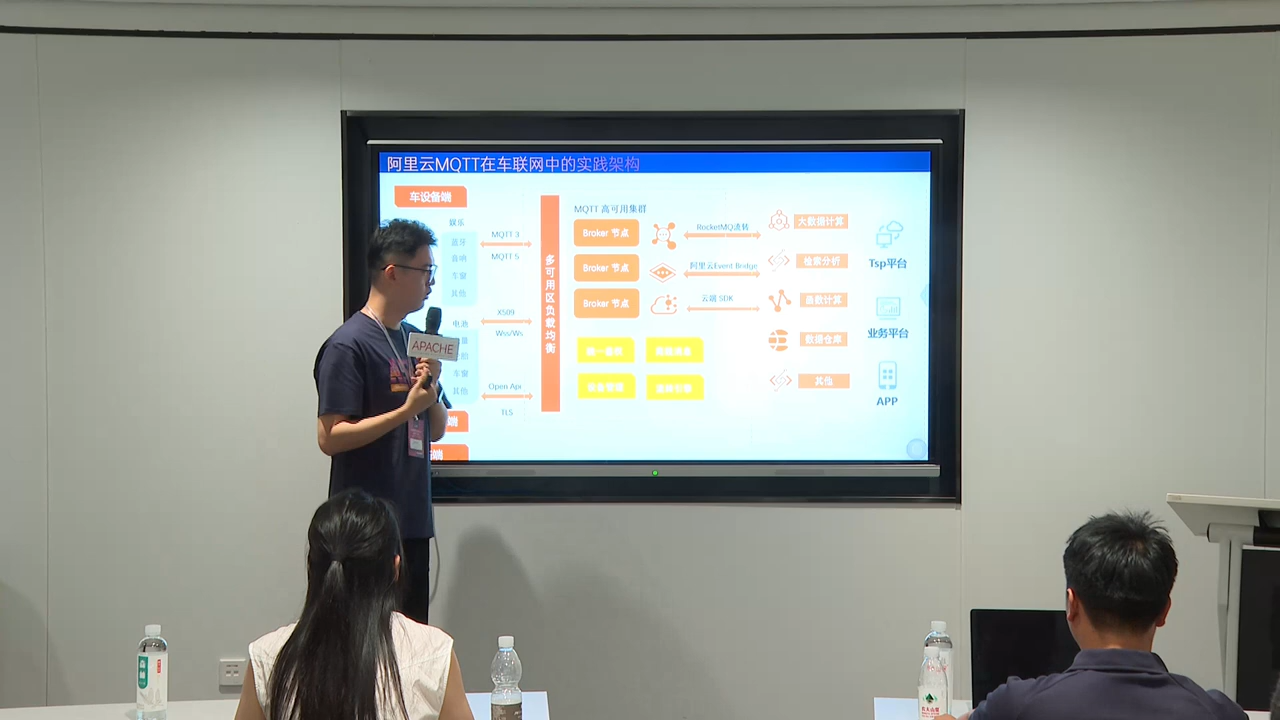 阿里云MQTT在车联网中的实践架构
车设备端
娱乐
蓝牙
音响
车窗
其他
电池
车窗
其他
端
端
MQTT 3
MQTT 5
X509
Wss/Ws
Open Api
TLS
多可用区负载均衡
MQTT 高可用集群
Broker 节点
Broker 节点
Broker 节点
安全管理
RocketMQ流转
阿里云Event Bridge
云端 SDK
大数据计算
检索分析
函数计算
数据仓库
其他
Tsp平台
业务平台
APP
APACHE